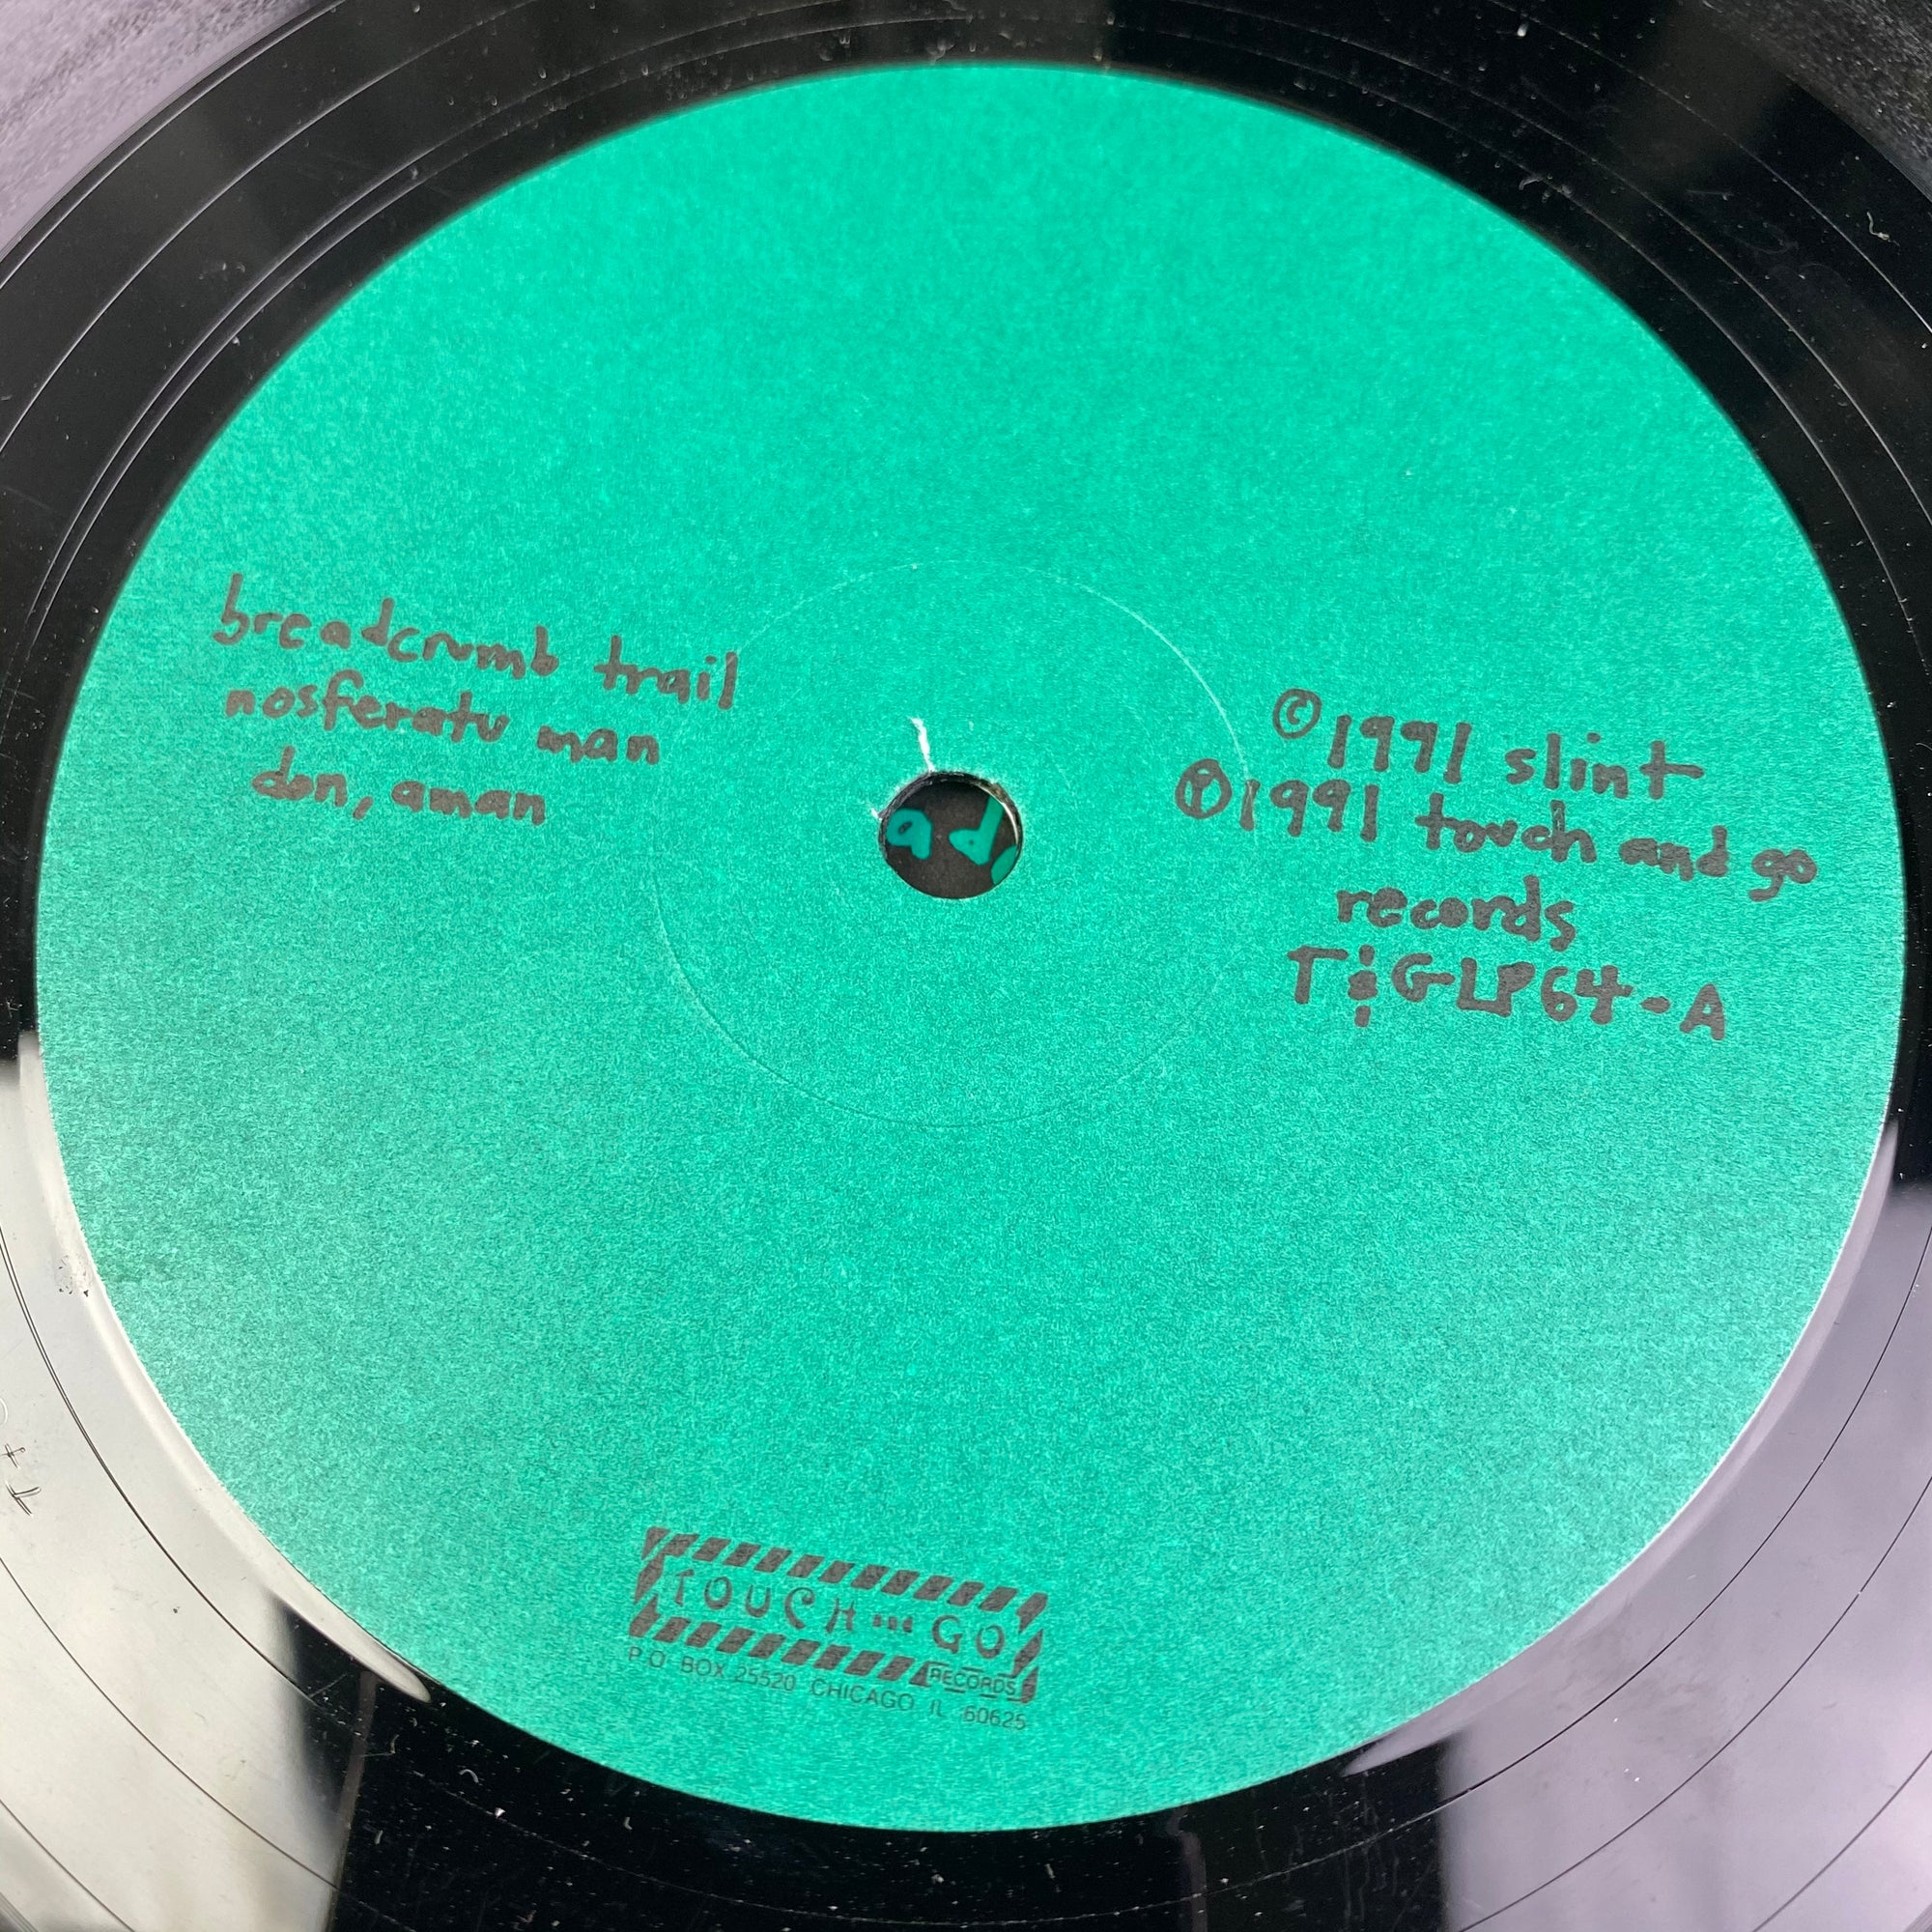 breadcrumb trail
nosferatu man
don, aman
©1991 slint
℗1991 touch and go
records
T&GLP64-A
TOUCH and GO
RECORDS
P.O. BOX 25520 CHICAGO IL 60625